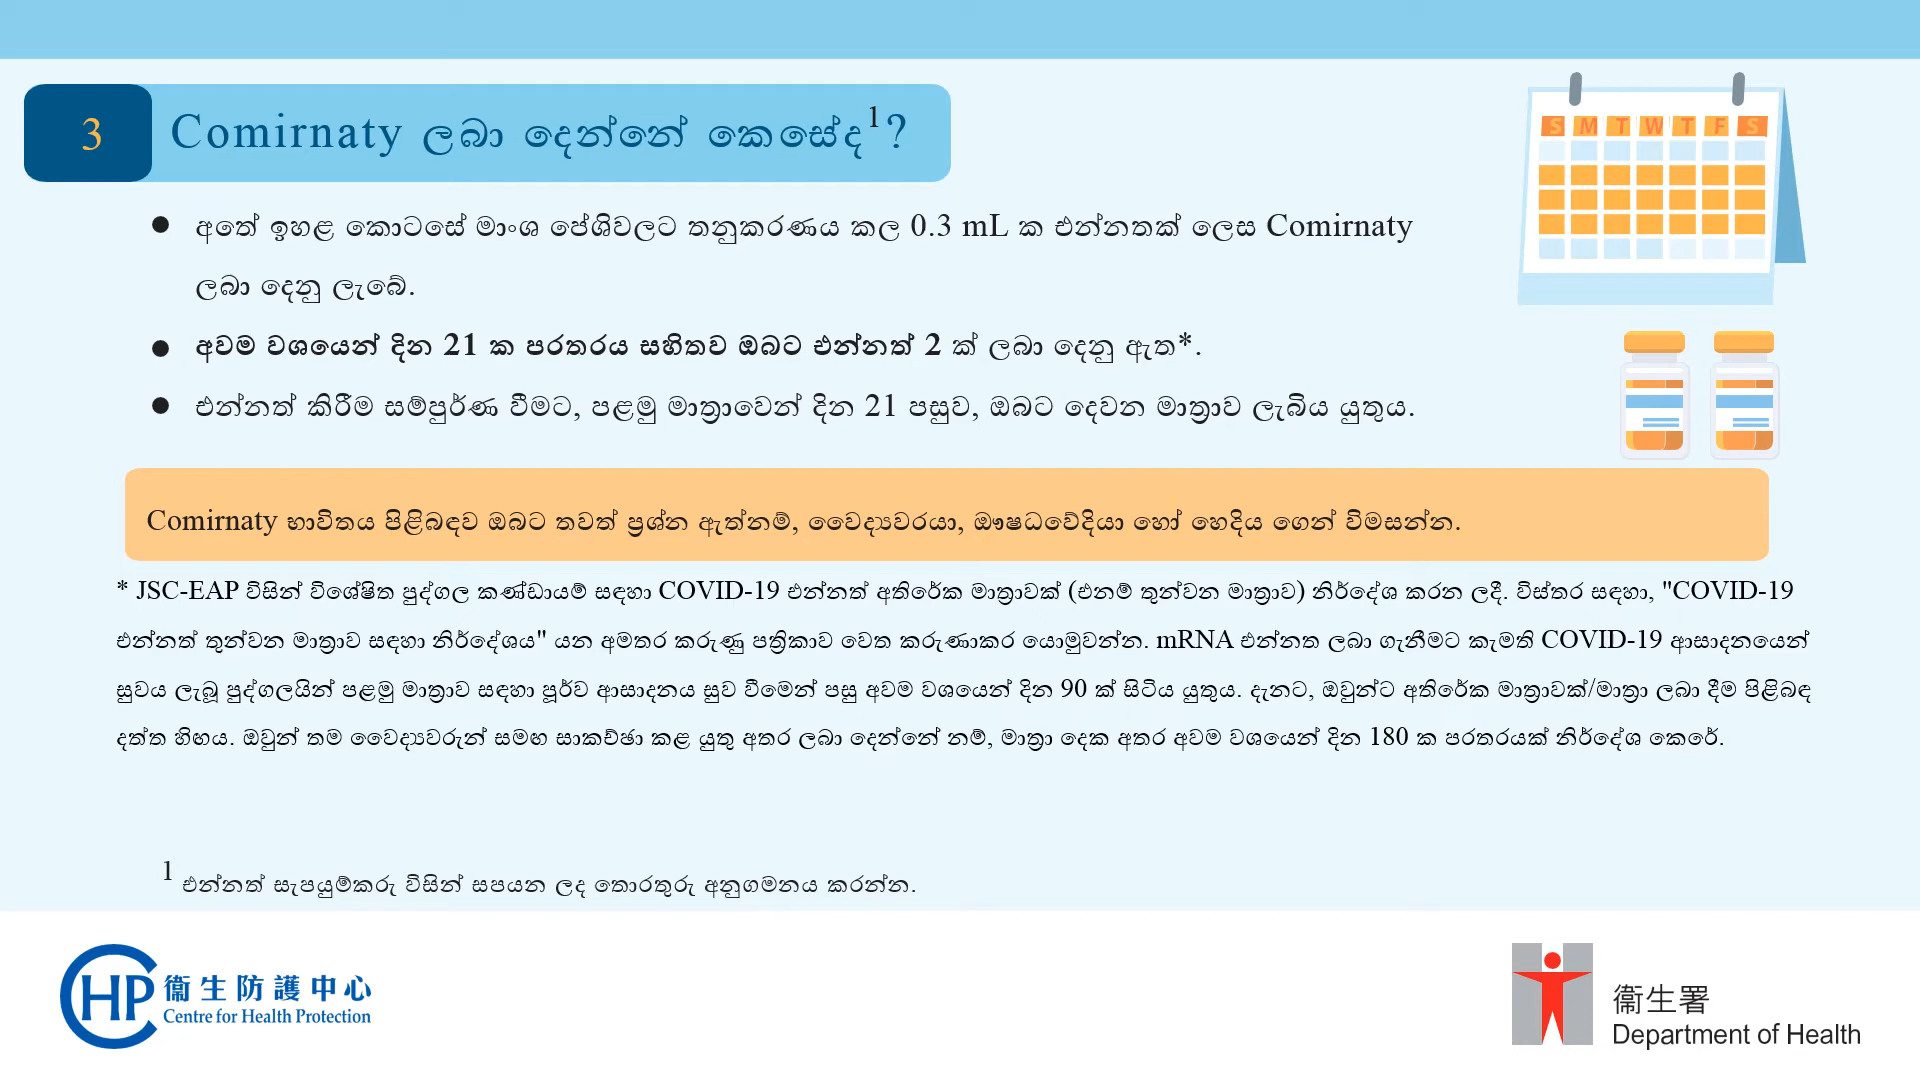 3
Comirnaty ලබා දෙන්නේ කෙසේද¹?
S M T W T F S
● අතේ ඉහළ කොටසේ මාංශ පේශිවලට තනුකරණය කල 0.3 mL ක එන්නතක් ලෙස Comirnaty
ලබා දෙනු ලැබේ.
● අවම වශයෙන් දින 21 ක පරතරය සහිතව ඔබට එන්නත් 2 ක් ලබා දෙනු ඇත*.
● එන්නත් කිරීම සම්පුර්ණ වීමට, පළමු මාත්‍රාවෙන් දින 21 පසුව, ඔබට දෙවන මාත්‍රාව ලැබිය යුතුය.
Comirnaty භාවිතය පිළිබඳව ඔබට තවත් ප්‍රශ්න ඇත්නම්, වෛද්‍යවරයා, ඖෂධවේදියා හෝ හෙදිය ගෙන් විමසන්න.
* JSC-EAP විසින් විශේෂිත පුද්ගල කණ්ඩායම් සඳහා COVID-19 එන්නත් අතිරේක මාත්‍රාවක් (එනම් තුන්වන මාත්‍රාව) නිර්දේශ කරන ලදී. විස්තර සඳහා, "COVID-19
එන්නත් තුන්වන මාත්‍රාව සඳහා නිර්දේශය" යන අමතර කරුණු පත්‍රිකාව වෙත කරුණාකර යොමුවන්න. mRNA එන්නත ලබා ගැනීමට කැමති COVID-19 ආසාදනයෙන්
සුවය ලැබූ පුද්ගලයින් පළමු මාත්‍රාව සඳහා පූර්ව ආසාදනය සුව වීමෙන් පසු අවම වශයෙන් දින 90 ක් සිටිය යුතුය. දැනට, ඔවුන්ට අතිරේක මාත්‍රාවක්/මාත්‍රා ලබා දීම පිළිබඳ
දත්ත හිඟය. ඔවුන් තම වෛද්‍යවරුන් සමඟ සාකච්ඡා කළ යුතු අතර ලබා දෙන්නේ නම්, මාත්‍රා දෙක අතර අවම වශයෙන් දින 180 ක පරතරයක් නිර්දේශ කෙරේ.
¹ එන්නත් සැපයුම්කරු විසින් සපයන ලද තොරතුරු අනුගමනය කරන්න.
CHP 衞生防護中心
Centre for Health Protection
衞生署
Department of Health